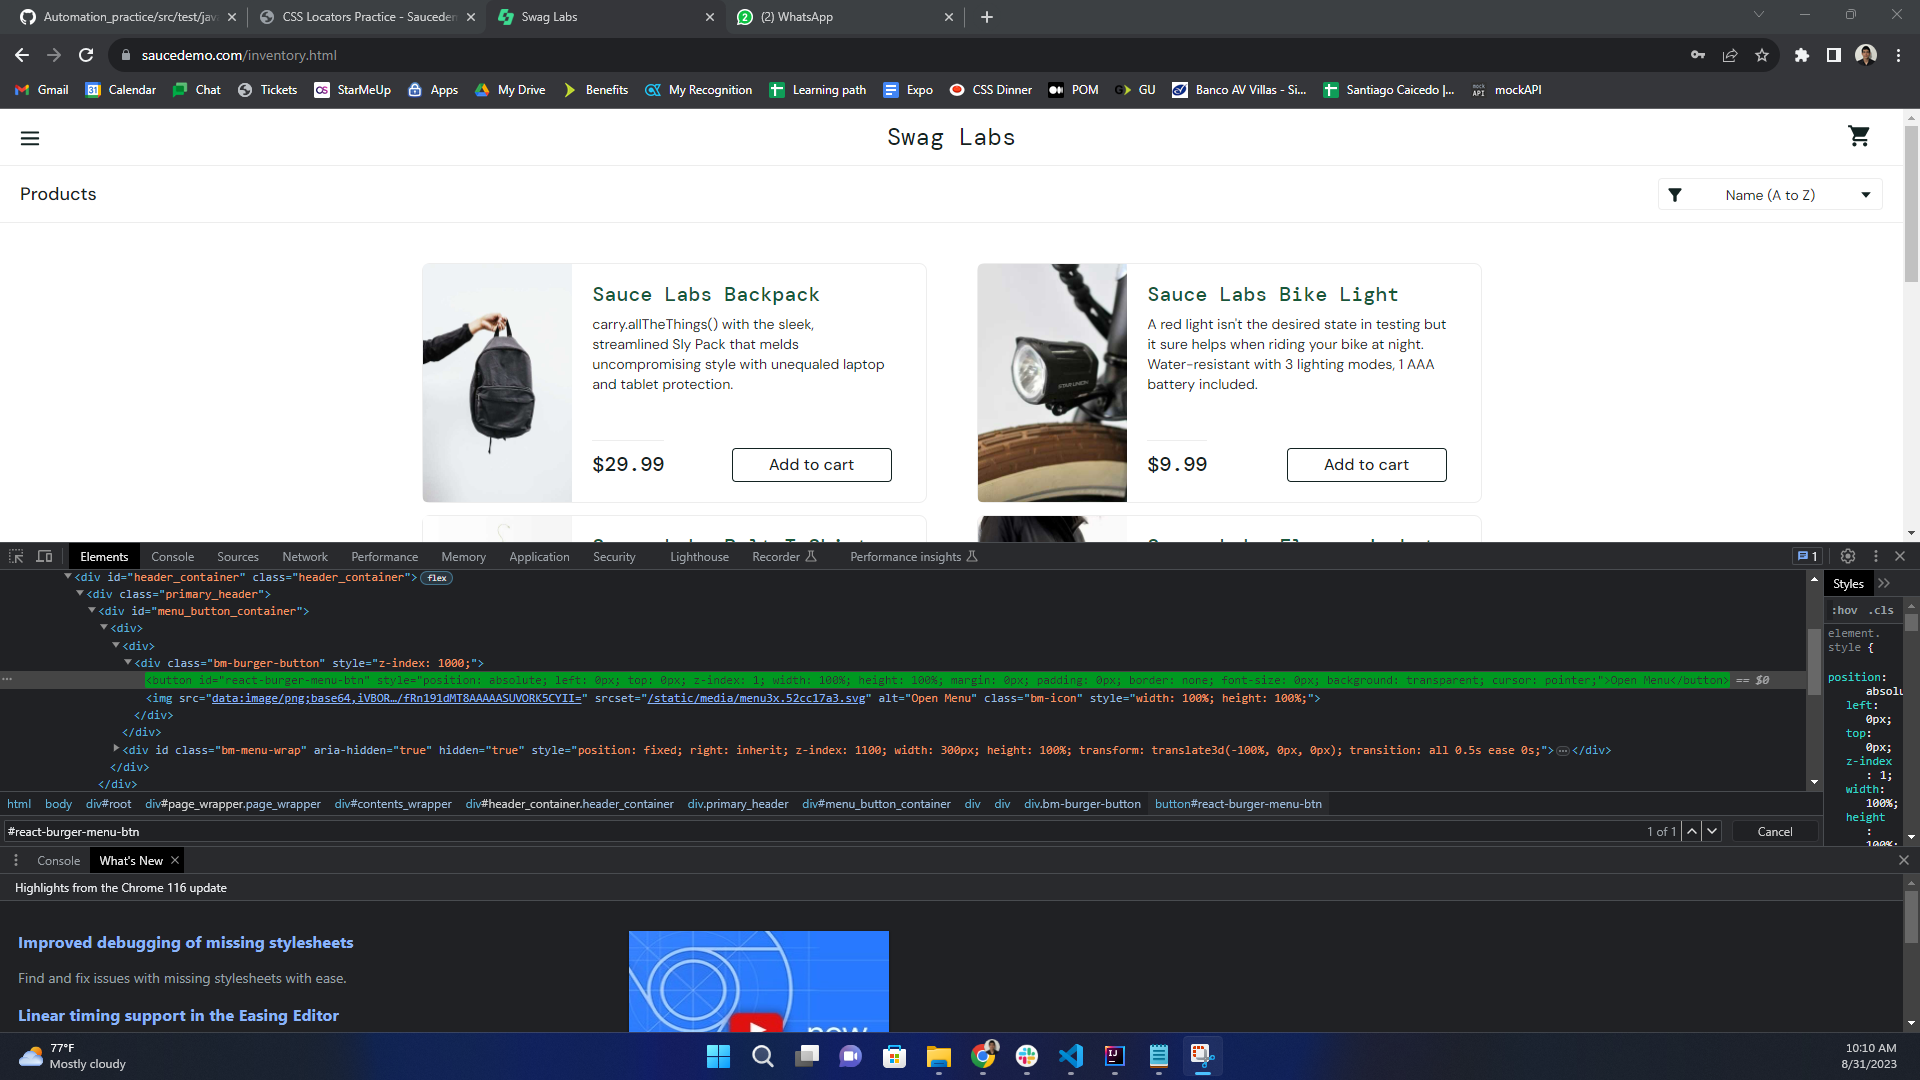 Automation_practice/src/test/java
CSS Locators Practice - Saucedem
Swag Labs
(2) WhatsApp
saucedemo.com/inventory.html
Gmail
Calendar
Chat
Tickets
StarMeUp
Apps
My Drive
Benefits
My Recognition
Learning path
Expo
CSS Dinner
POM
GU
Banco AV Villas - Si...
Santiago Caicedo |...
mockAPI
Swag Labs
Products
Name (A to Z)
Sauce Labs Backpack
carry.allTheThings() with the sleek,
streamlined Sly Pack that melds
uncompromising style with unequaled laptop
and tablet protection.
$29.99
Add to cart
Sauce Labs Bike Light
A red light isn't the desired state in testing but
it sure helps when riding your bike at night.
Water-resistant with 3 lighting modes, 1 AAA
battery included.
$9.99
Add to cart
Elements
Console
Sources
Network
Performance
Memory
Application
Security
Lighthouse
Recorder
Performance insights
1
<div id="header_container" class="header_container"> flex
<div class="primary_header">
<div id="menu_button_container">
<div>
<div>
<div class="bm-burger-button" style="z-index: 1000;">
<button id="react-burger-menu-btn" style="position: absolute; left: 0px; top: 0px; z-index: 1; width: 100%; height: 100%; margin: 0px; padding: 0px; border: none; font-size: 0px; background: transparent; cursor: pointer;">Open Menu</button> == $0
<img src="data:image/png;base64,iVBOR…/fRn191dMT8AAAAASUVORK5CYII=" srcset="/static/media/menu3x.52cc17a3.svg" alt="Open Menu" class="bm-icon" style="width: 100%; height: 100%;">
</div>
</div>
<div id class="bm-menu-wrap" aria-hidden="true" hidden="true" style="position: fixed; right: inherit; z-index: 1100; width: 300px; height: 100%; transform: translate3d(-100%, 0px, 0px); transition: all 0.5s ease 0s;">…</div>
</div>
</div>
html
body
div#root
div#page_wrapper.page_wrapper
div#contents_wrapper
div#header_container.header_container
div.primary_header
div#menu_button_container
div
div
div.bm-burger-button
button#react-burger-menu-btn
#react-burger-menu-btn
1 of 1
Cancel
Styles
:hov .cls
element.
style {
position:
absolu
left:
0px;
top:
0px;
z-index
: 1;
width:
100%;
height
:
100%;
Console
What's New
Highlights from the Chrome 116 update
Improved debugging of missing stylesheets
Find and fix issues with missing stylesheets with ease.
Linear timing support in the Easing Editor
new
77°F
Mostly cloudy
10:10 AM
8/31/2023